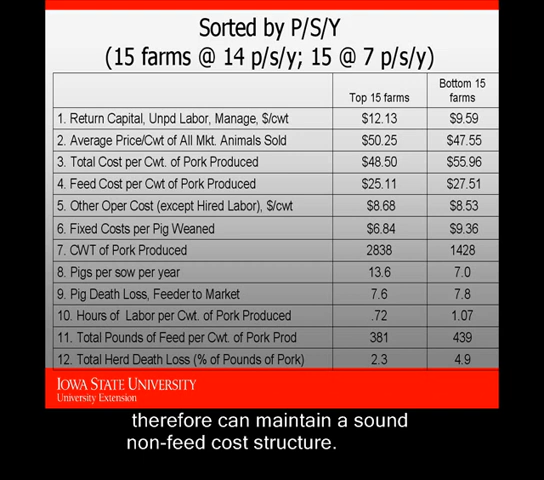 Sorted by P/S/Y
(15 farms @ 14 p/s/y; 15 @ 7 p/s/y)
Top 15 farms Bottom 15 farms
1. Return Capital, Unpd Labor, Manage, $/cwt $12.13 $9.59
2. Average Price/Cwt of All Mkt. Animals Sold $50.25 $47.55
3. Total Cost per Cwt. of Pork Produced $48.50 $55.96
4. Feed Cost per Cwt of Pork Produced $25.11 $27.51
5. Other Oper Cost (except Hired Labor), $/cwt $8.68 $8.53
6. Fixed Costs per Pig Weaned $6.84 $9.36
7. CWT of Pork Produced 2838 1428
8. Pigs per sow per year 13.6 7.0
9. Pig Death Loss, Feeder to Market 7.6 7.8
10. Hours of Labor per Cwt. of Pork Produced .72 1.07
11. Total Pounds of Feed per Cwt. of Pork Prod 381 439
12. Total Herd Death Loss (% of Pounds of Pork) 2.3 4.9
IOWA STATE UNIVERSITY
University Extension
therefore can maintain a sound
non-feed cost structure.